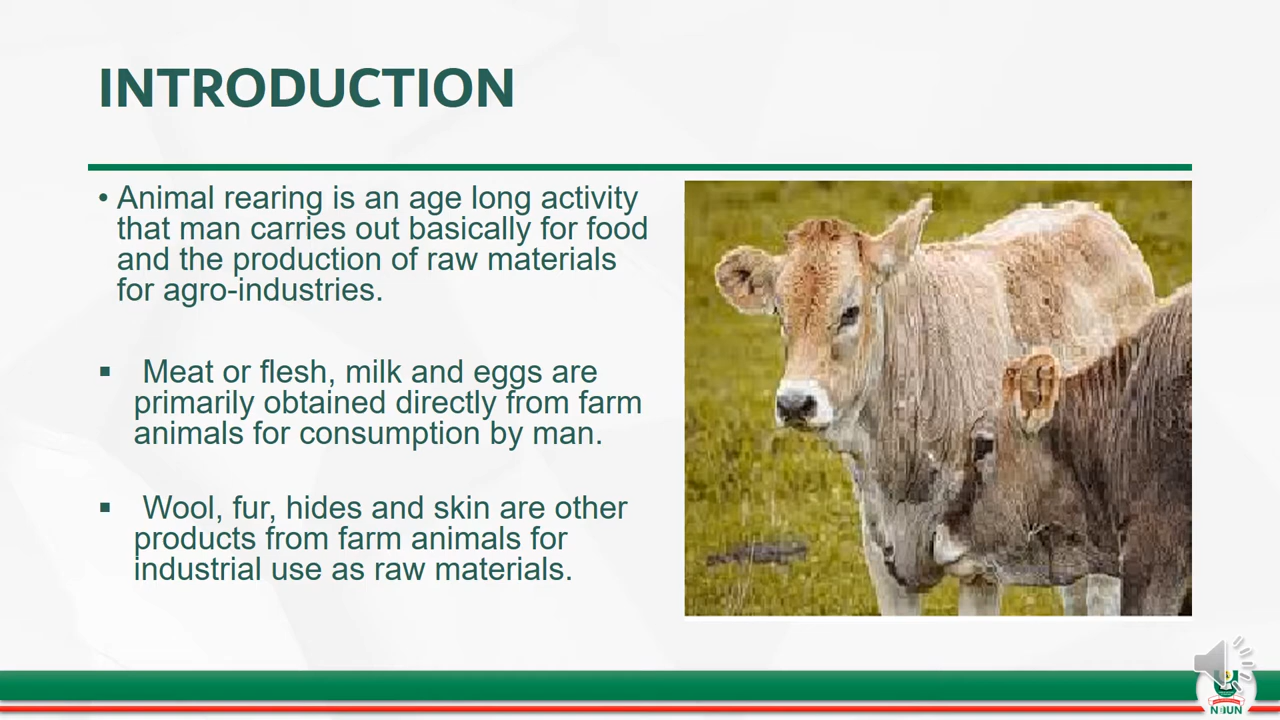 INTRODUCTION
• Animal rearing is an age long activity
that man carries out basically for food
and the production of raw materials
for agro-industries.
▪ Meat or flesh, milk and eggs are
primarily obtained directly from farm
animals for consumption by man.
▪ Wool, fur, hides and skin are other
products from farm animals for
industrial use as raw materials.
NOUN